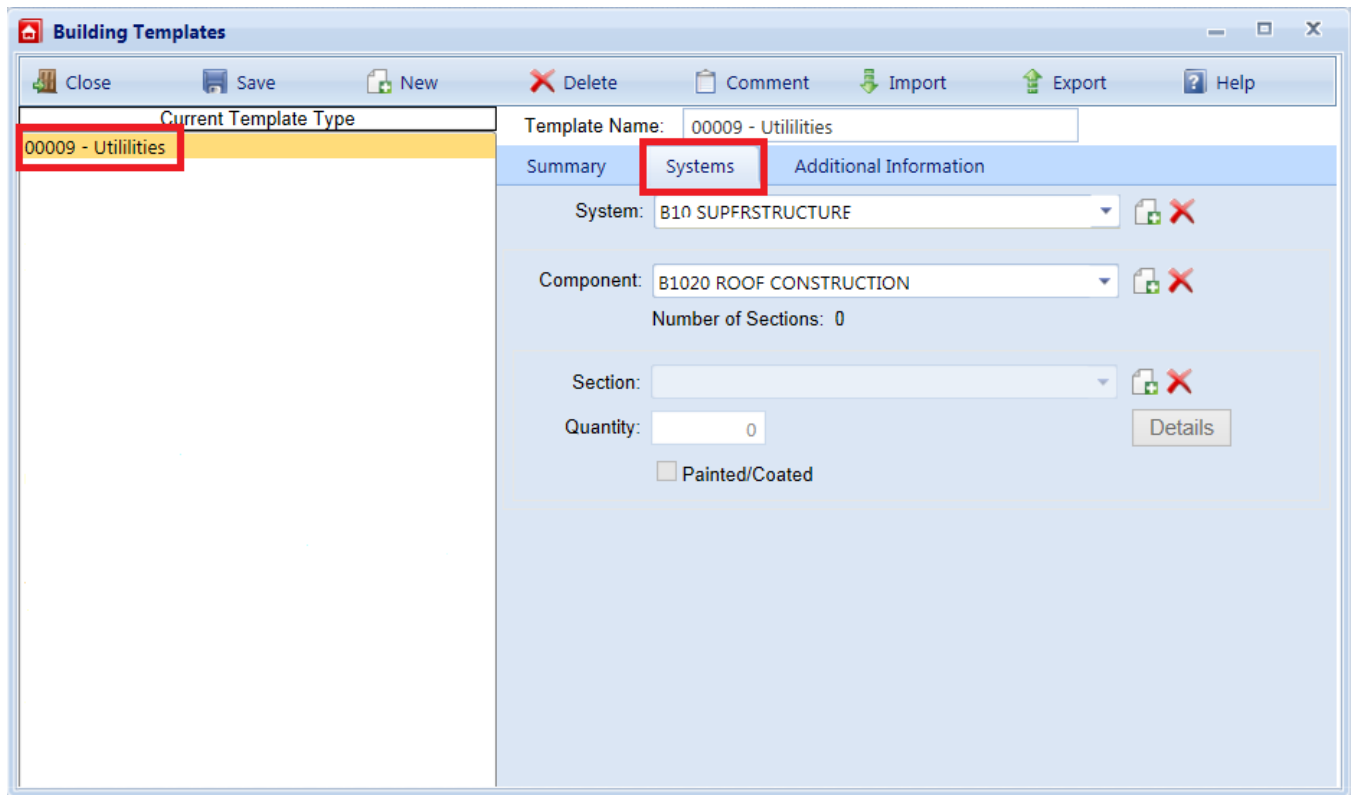 Building Templates
Close Save New Delete Comment Import Export Help
Current Template Type
00009 - Utililities
Template Name: 00009 - Utililities
Summary Systems Additional Information
System: B10 SUPERSTRUCTURE
Component: B1020 ROOF CONSTRUCTION
Number of Sections: 0
Section:
Quantity: 0
Details
Painted/Coated